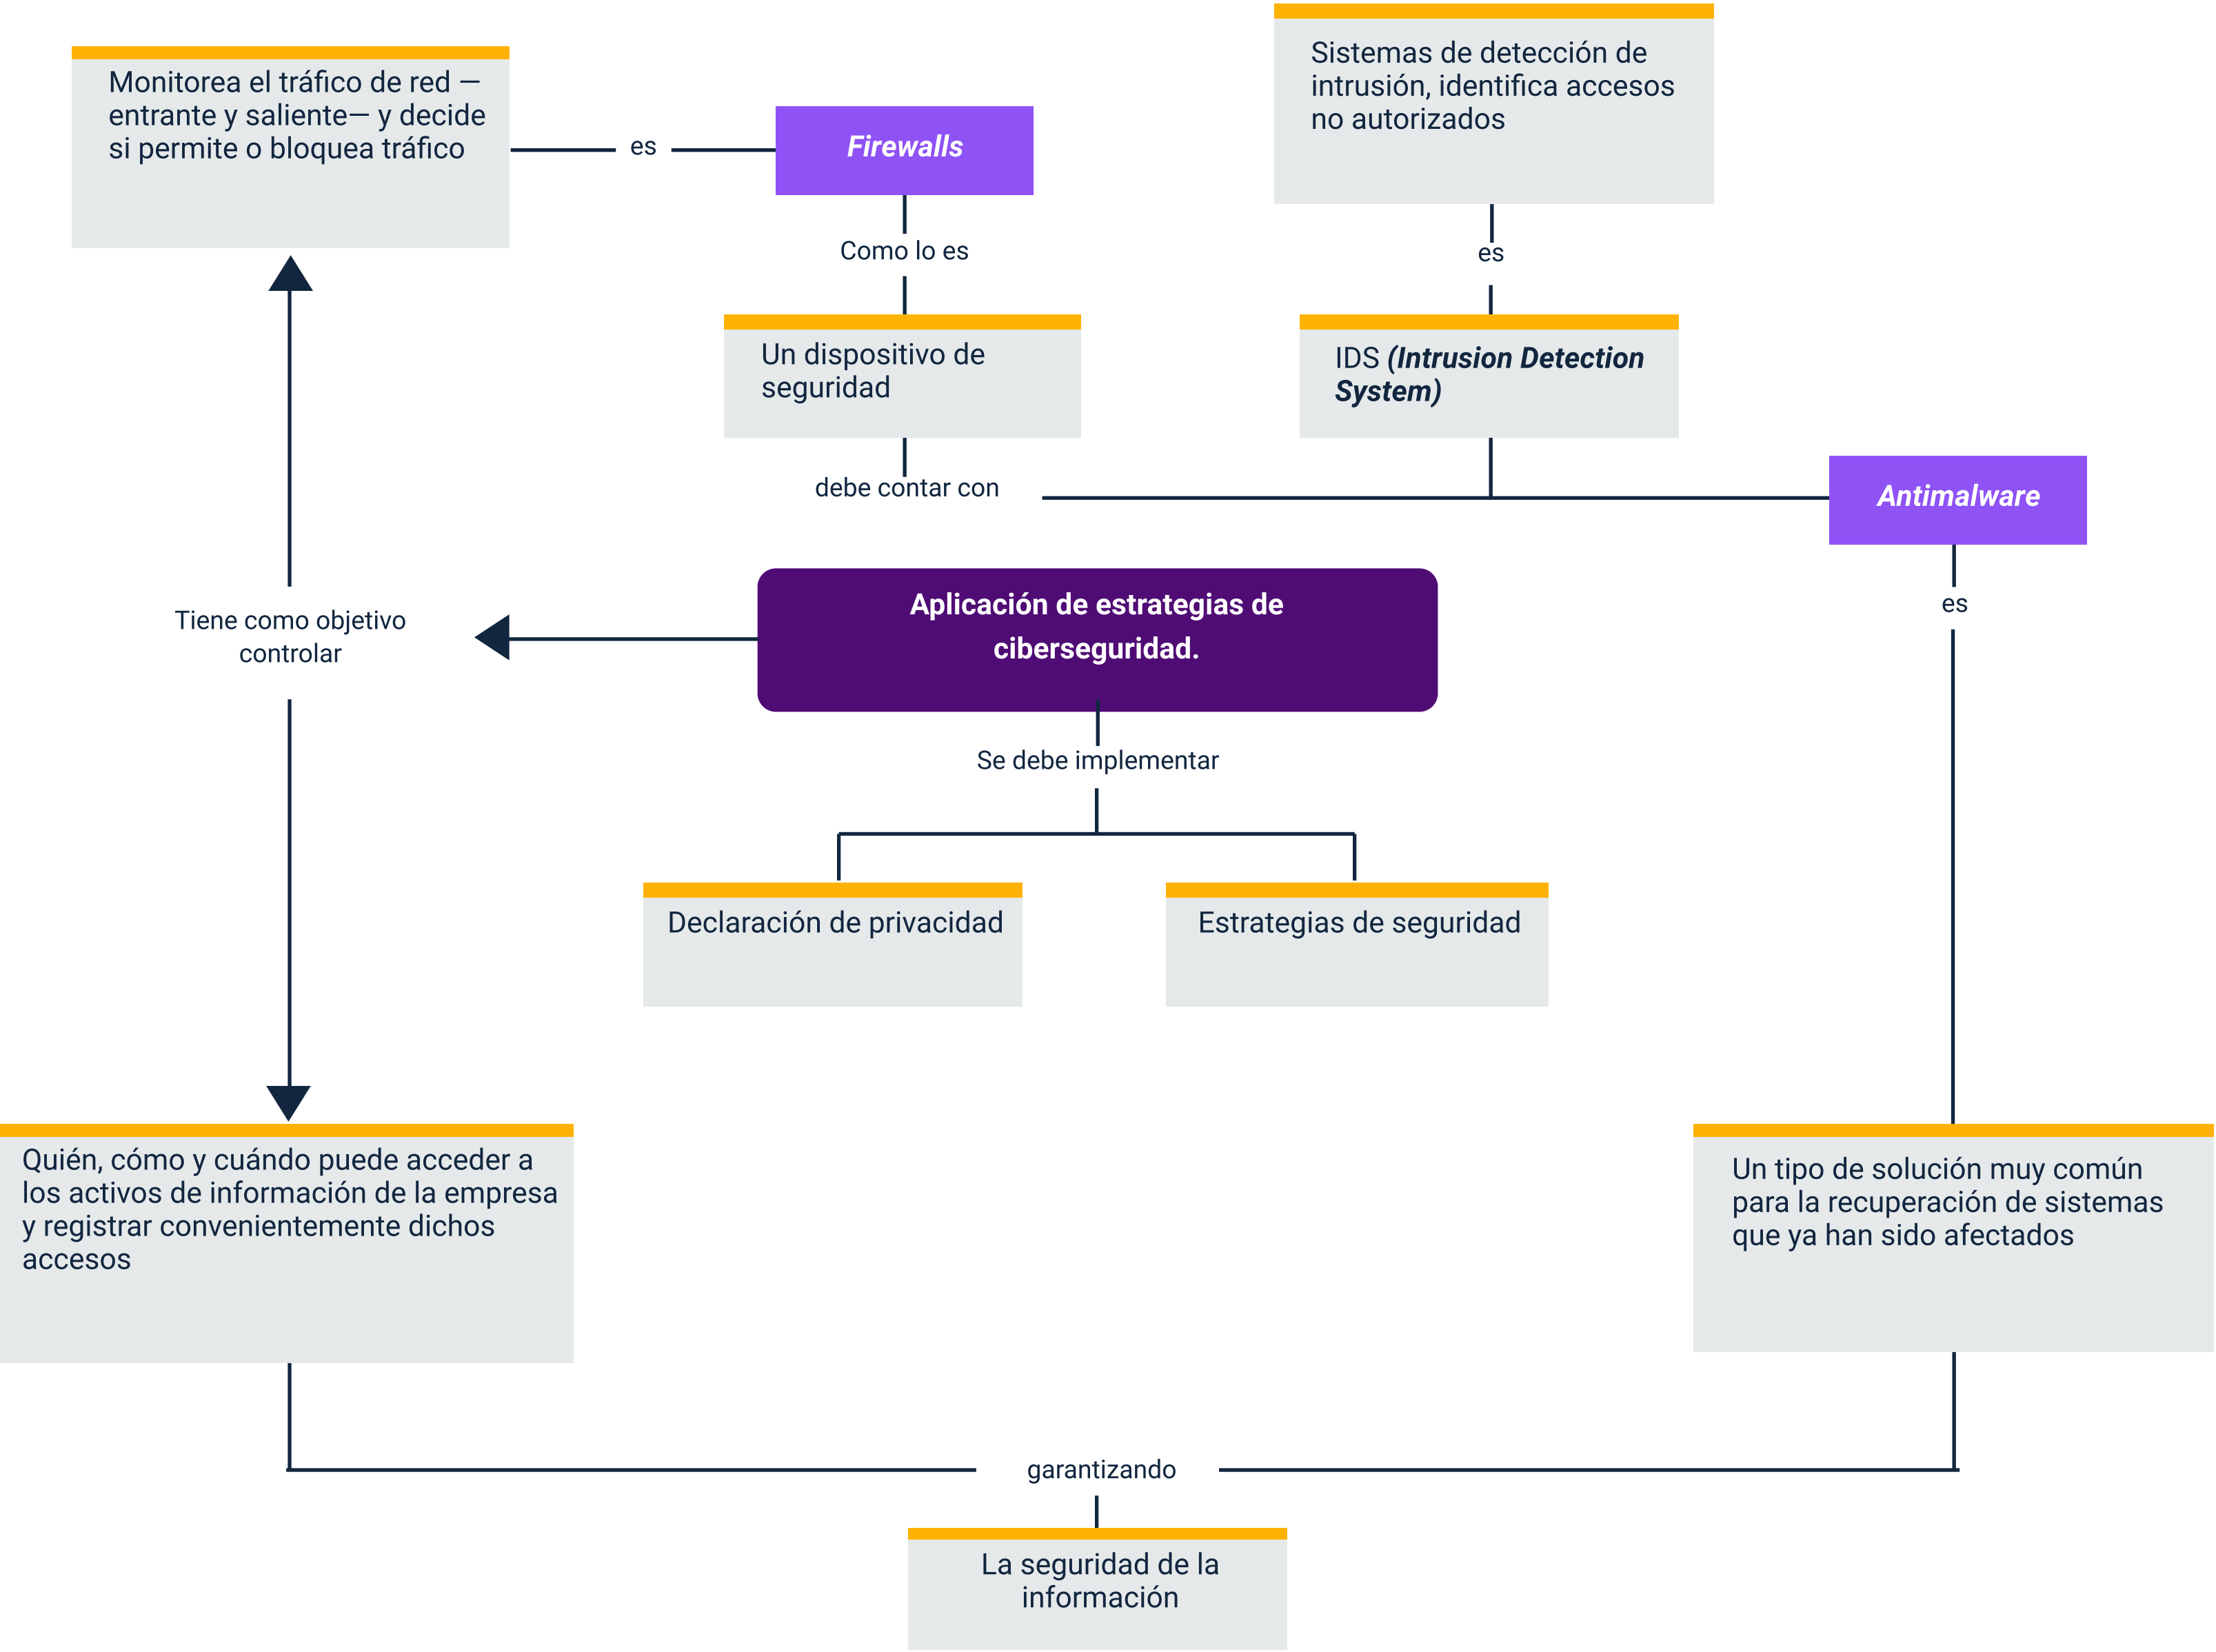 Sistemas de detección de
intrusión, identifica accesos
no autorizados
Monitorea el tráfico de red —
entrante y saliente— y decide
si permite o bloquea tráfico
es
Firewalls
Como lo es
es
Un dispositivo de
seguridad
IDS (Intrusion Detection
System)
debe contar con
Antimalware
Aplicación de estrategias de
ciberseguridad.
es
Tiene como objetivo
controlar
Se debe implementar
Declaración de privacidad
Estrategias de seguridad
Quién, cómo y cuándo puede acceder a
los activos de información de la empresa
y registrar convenientemente dichos
accesos
Un tipo de solución muy común
para la recuperación de sistemas
que ya han sido afectados
garantizando
La seguridad de la
información